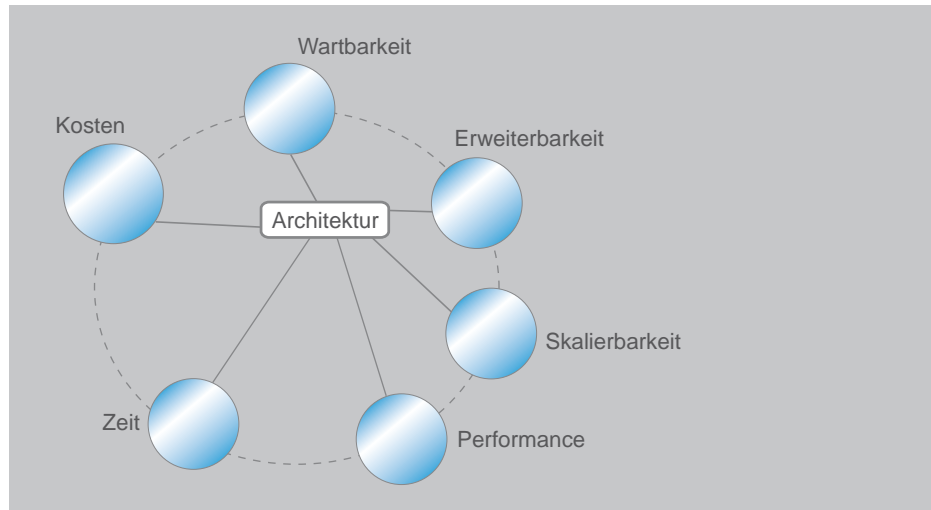 Wartbarkeit
Kosten
Erweiterbarkeit
Architektur
Skalierbarkeit
Zeit
Performance